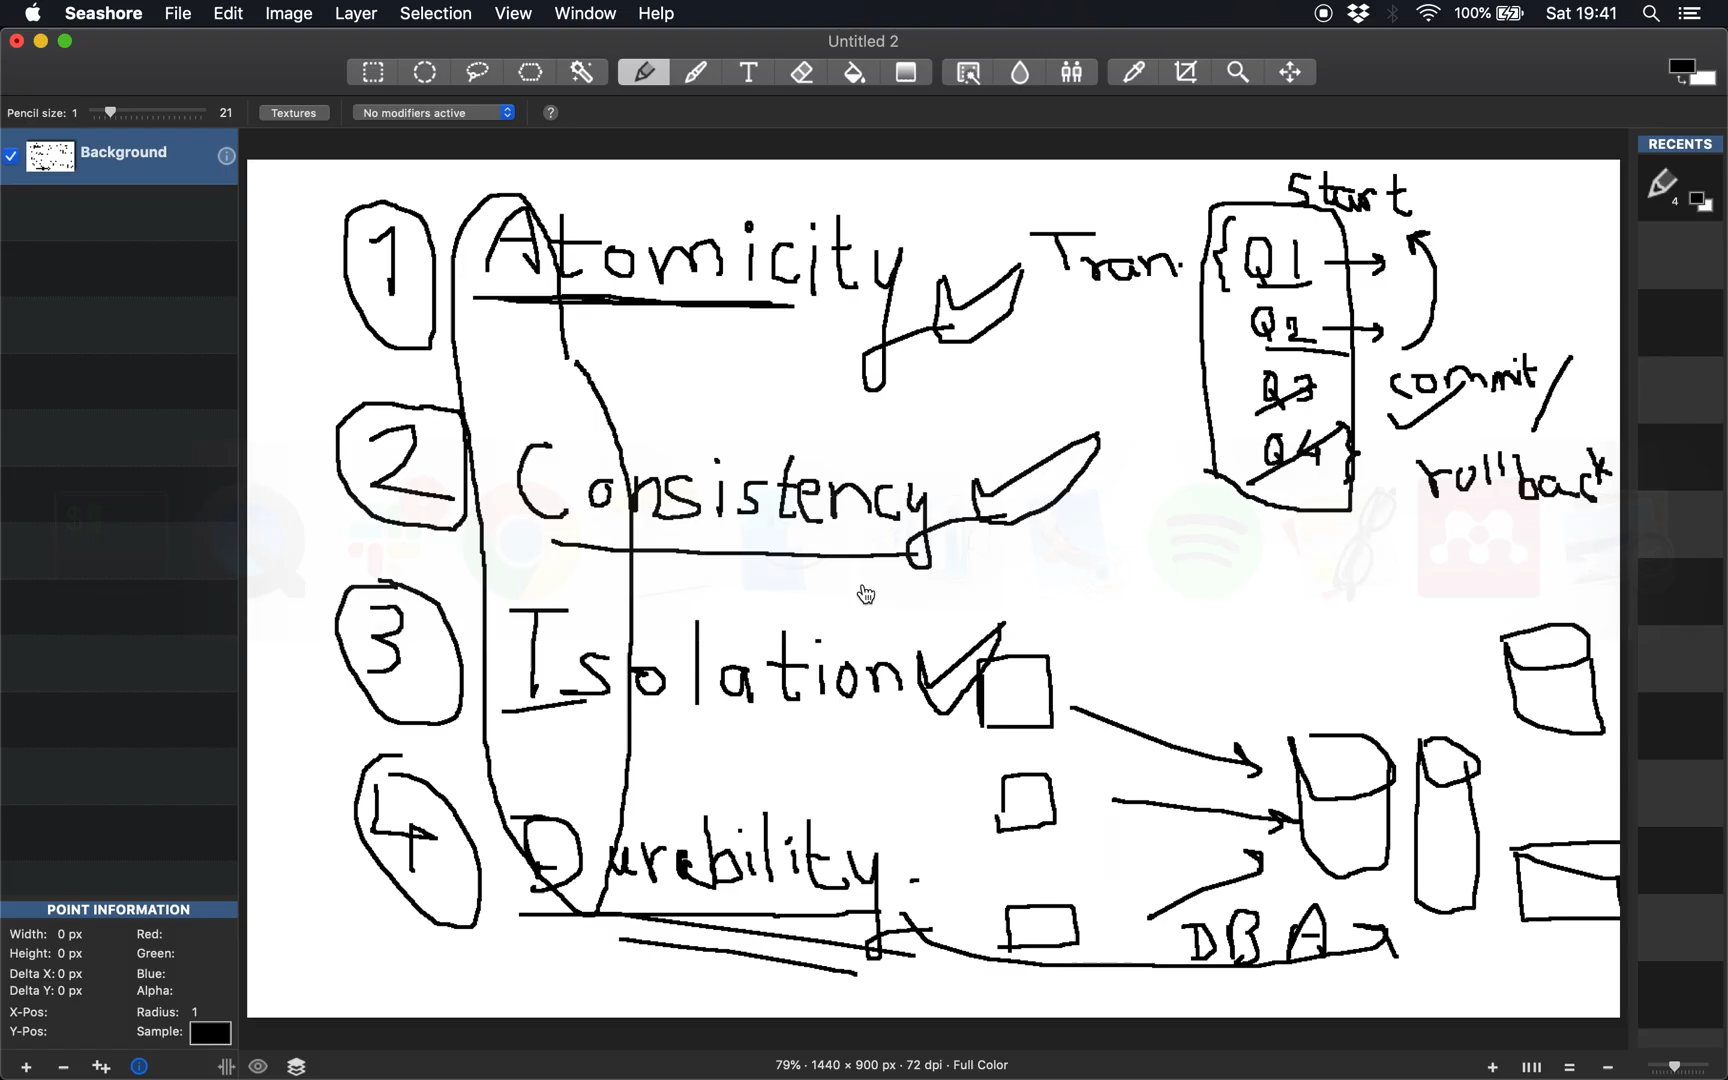 Seashore File Edit Image Layer Selection View Window Help 100% Sat 19:41
Untitled 2
Pencil size: 1 21 Textures No modifiers active ?
Background
RECENTS
4
start
1 Atomicity Tran. { Q1
Q2
Q3 commit /
Q4 } rollback
2 Consistency
3 Isolation
4 Durability.
DBA
POINT INFORMATION
Width: 0 px Red:
Height: 0 px Green:
Delta X: 0 px Blue:
Delta Y: 0 px Alpha:
X-Pos: Radius: 1
Y-Pos: Sample:
79% · 1440 × 900 px · 72 dpi · Full Color